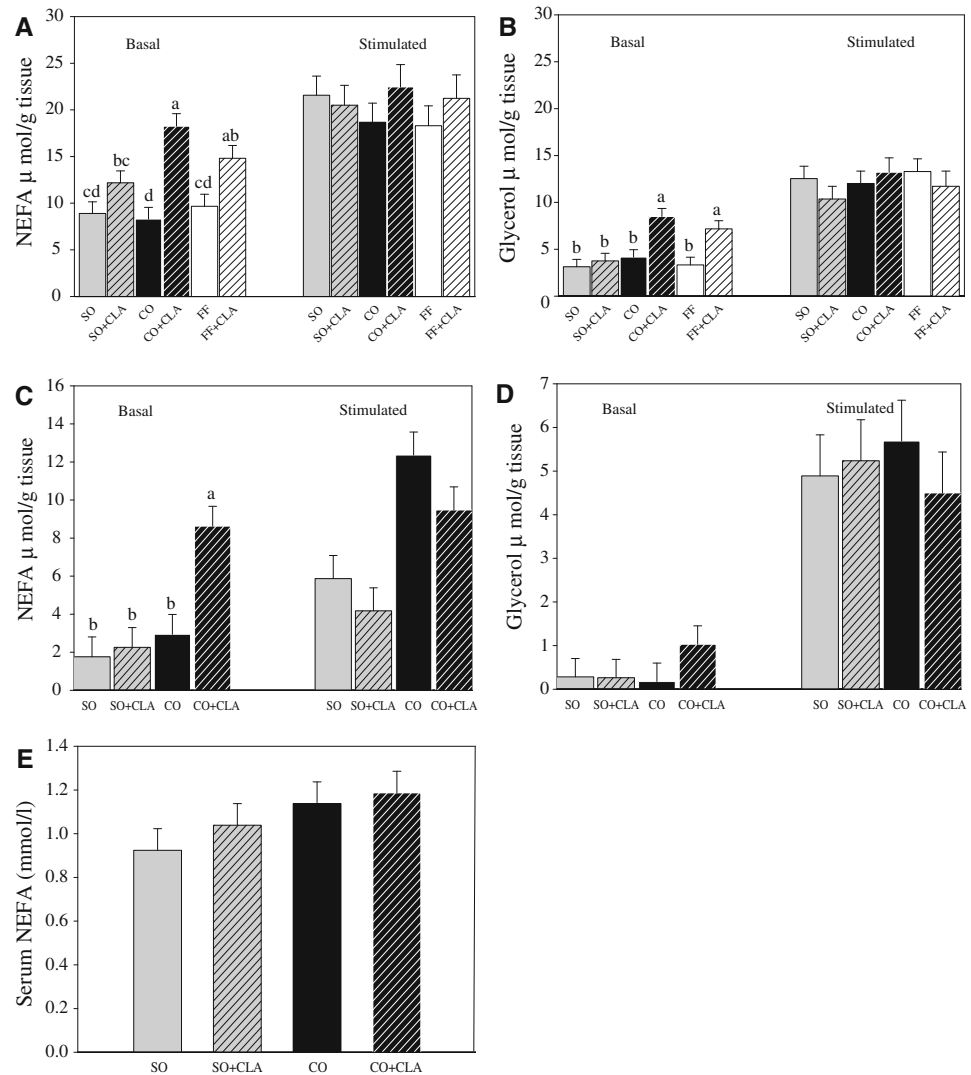 A
Basal
Stimulated
NEFA μ mol/g tissue
30
25
20
15
10
5
0
cd
bc
d
a
cd
ab
SO
SO+CLA
CO
CO+CLA
FF
FF+CLA
SO
SO+CLA
CO
CO+CLA
FF
FF+CLA
B
Basal
Stimulated
Glycerol μ mol/g tissue
30
25
20
15
10
5
0
b
b
b
a
b
a
SO
SO+CLA
CO
CO+CLA
FF
FF+CLA
SO
SO+CLA
CO
CO+CLA
FF
FF+CLA
C
Basal
Stimulated
NEFA μ mol/g tissue
16
14
12
10
8
6
4
2
0
b
b
b
a
SO
SO+CLA
CO
CO+CLA
SO
SO+CLA
CO
CO+CLA
D
Basal
Stimulated
Glycerol μ mol/g tissue
7
6
5
4
3
2
1
0
SO
SO+CLA
CO
CO+CLA
SO
SO+CLA
CO
CO+CLA
E
Serum NEFA (mmol/l)
1.4
1.2
1.0
0.8
0.6
0.4
0.2
0.0
SO
SO+CLA
CO
CO+CLA